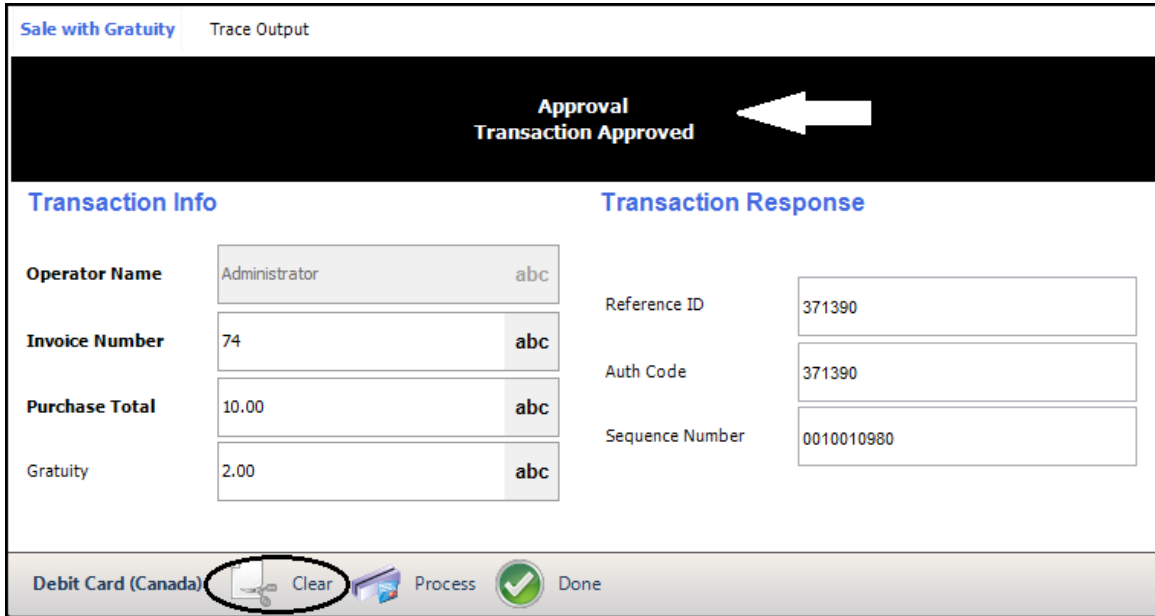 Sale with Gratuity Trace Output
Approval
Transaction Approved
Transaction Info
Operator Name Administrator abc
Invoice Number 74 abc
Purchase Total 10.00 abc
Gratuity 2.00 abc
Transaction Response
Reference ID 371390
Auth Code 371390
Sequence Number 0010010980
Debit Card (Canada) Clear Process Done